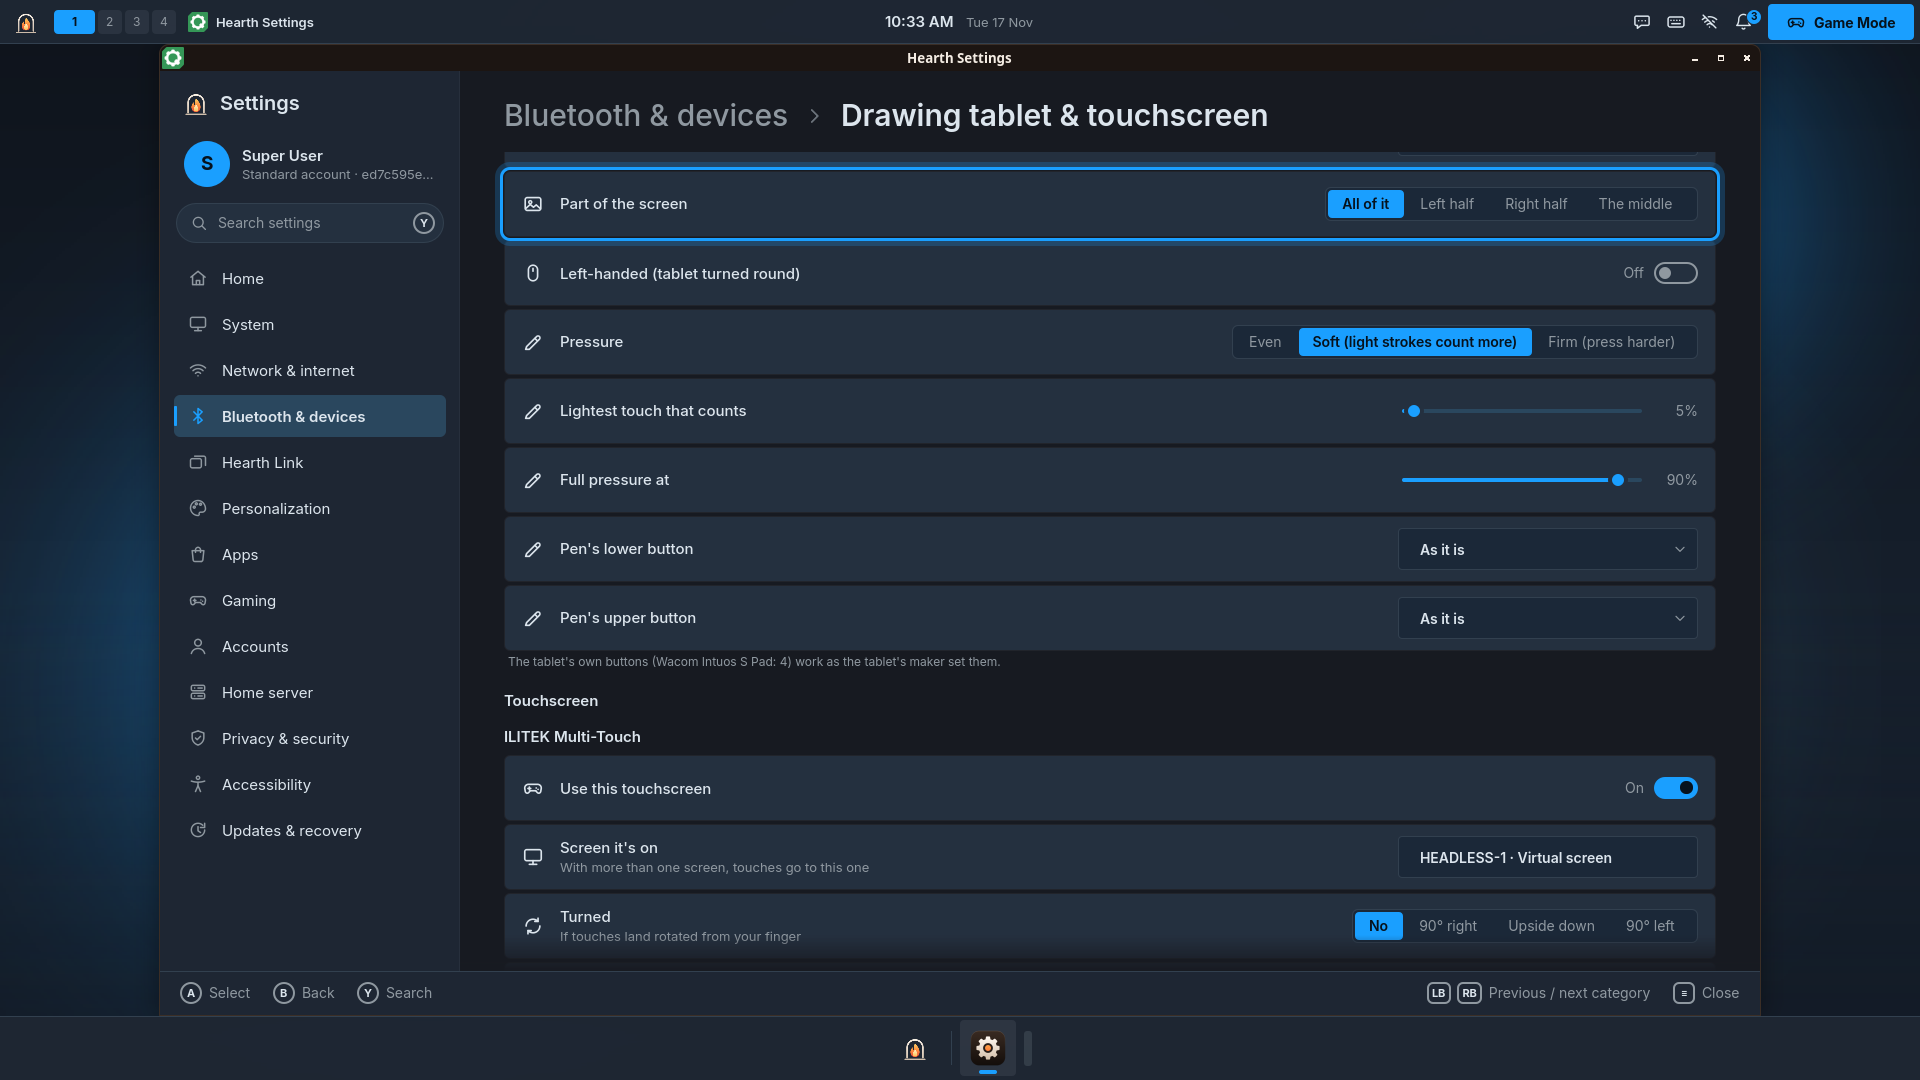 1 2 3 4 Hearth Settings 10:33 AM Tue 17 Nov 3 Game Mode
Hearth Settings
Settings
S Super User
Standard account · ed7c595e...
Search settings Y
Home
System
Network & internet
Bluetooth & devices
Hearth Link
Personalization
Apps
Gaming
Accounts
Home server
Privacy & security
Accessibility
Updates & recovery
Bluetooth & devices > Drawing tablet & touchscreen
Part of the screen All of it Left half Right half The middle
Left-handed (tablet turned round) Off
Pressure Even Soft (light strokes count more) Firm (press harder)
Lightest touch that counts 5%
Full pressure at 90%
Pen's lower button As it is
Pen's upper button As it is
The tablet's own buttons (Wacom Intuos S Pad: 4) work as the tablet's maker set them.
Touchscreen
ILITEK Multi-Touch
Use this touchscreen On
Screen it's on
With more than one screen, touches go to this one
HEADLESS-1 · Virtual screen
Turned
If touches land rotated from your finger
No 90° right Upside down 90° left
A Select B Back Y Search LB RB Previous / next category ≡ Close